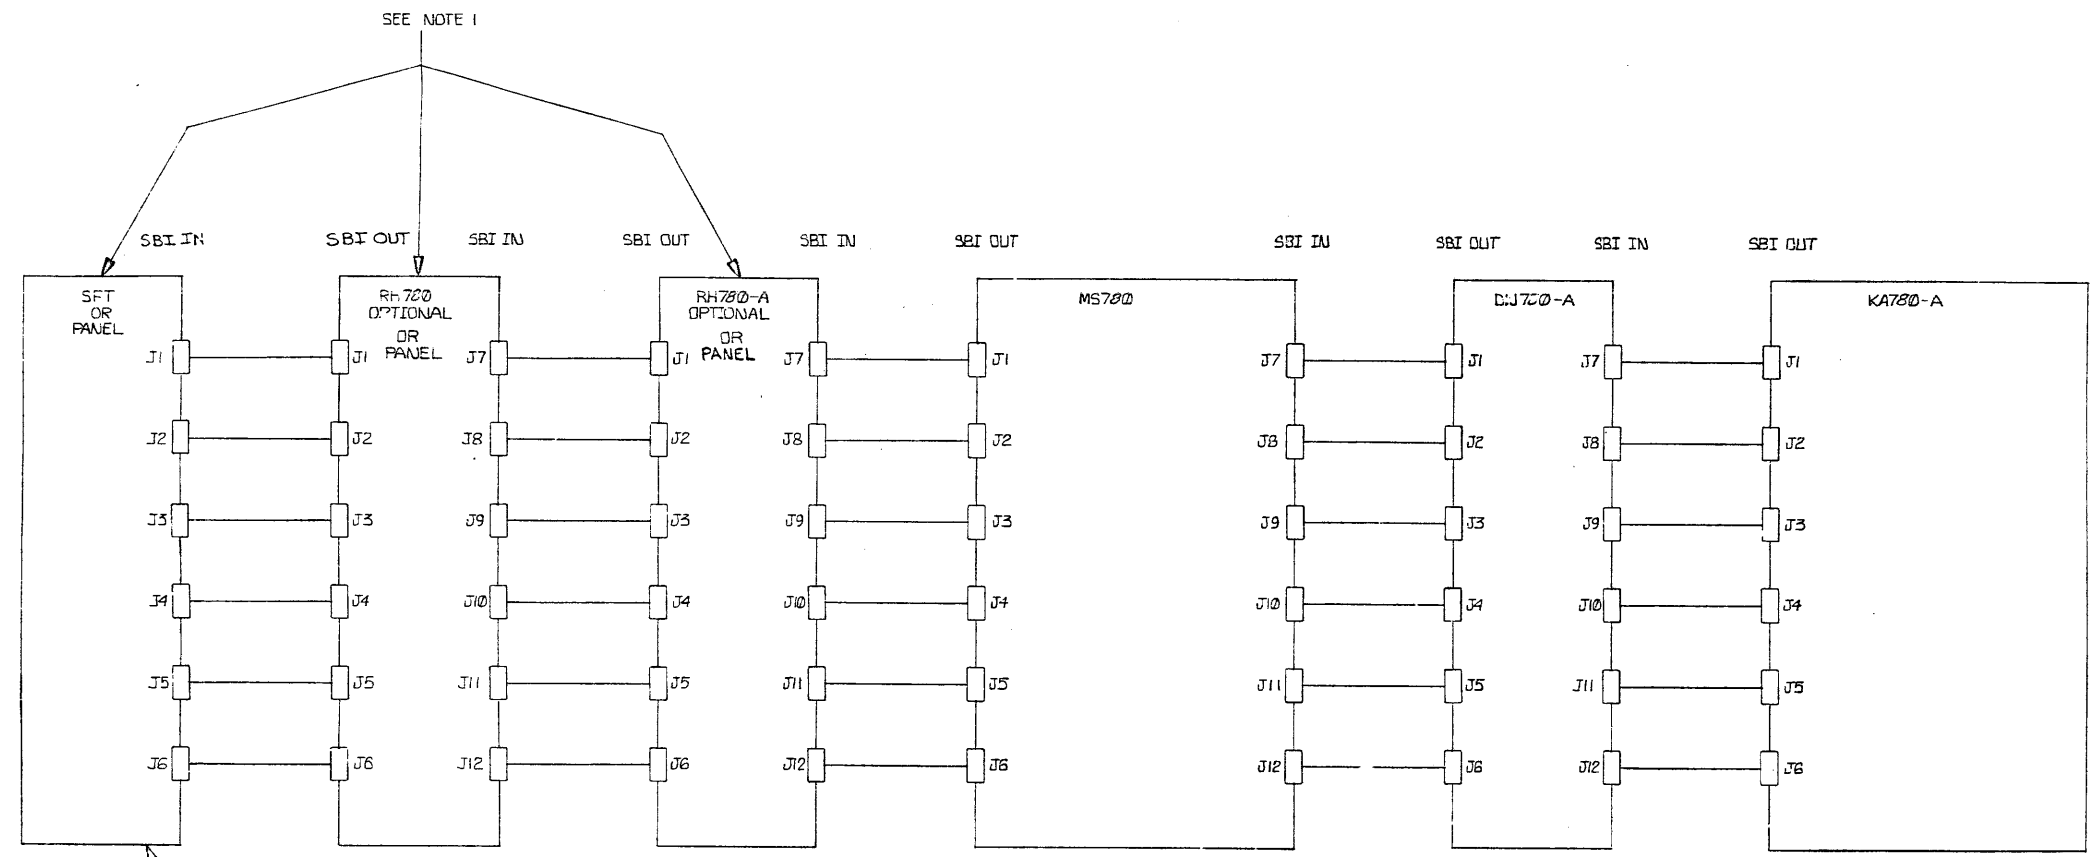 SEE NOTE 1
SBI IN SBI OUT SBI IN SBI OUT SBI IN SBI OUT SBI IN SBI OUT SBI IN SBI OUT
SFT
OR
PANEL
RH780
OPTIONAL
OR
PANEL
RH780-A
OPTIONAL
OR
PANEL
MS780
DW780-A
KA780-A
J1 J1 J7 J1 J7 J1 J7 J1 J7 J1
J2 J2 J8 J2 J8 J2 J8 J2 J8 J2
J3 J3 J9 J3 J9 J3 J9 J3 J9 J3
J4 J4 J10 J4 J10 J4 J10 J4 J10 J4
J5 J5 J11 J5 J11 J5 J11 J5 J11 J5
J6 J6 J12 J6 J12 J6 J12 J6 J12 J6